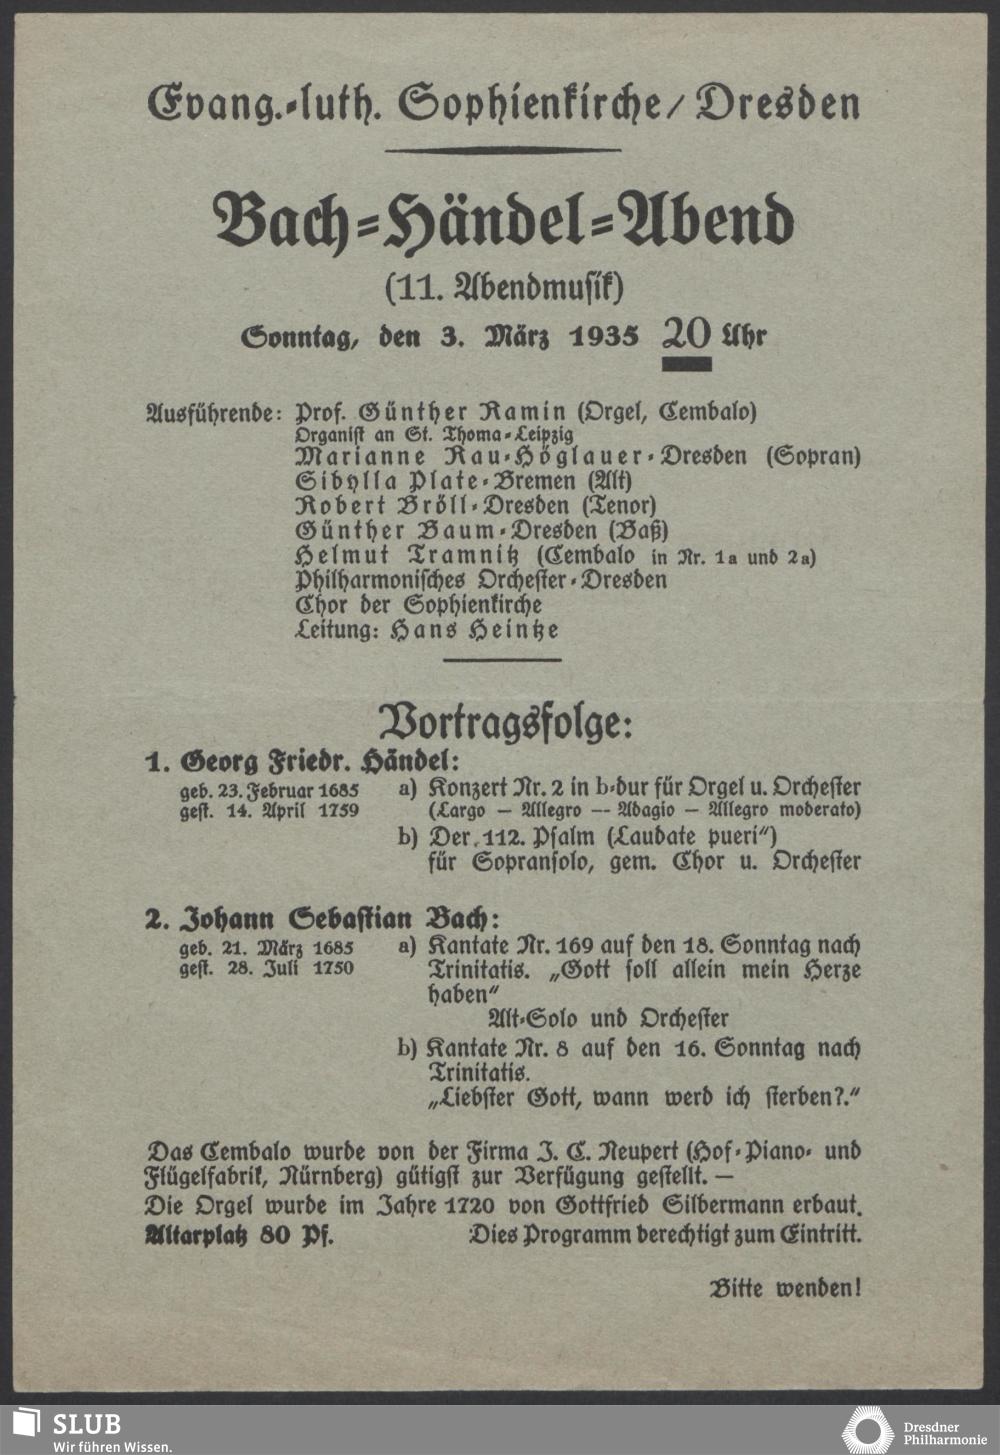 Evang.-luth. Sophienkirche / Dresden
Bach-Händel-Abend
(11. Abendmusik)
Sonntag, den 3. März 1935 20 Uhr
Ausführende: Prof. Günther Ramin (Orgel, Cembalo)
Organist an St. Thoma-Leipzig
Marianne Rau-Höglauer-Dresden (Sopran)
Sibylla Plate-Bremen (Alt)
Robert Bröll-Dresden (Tenor)
Günther Baum-Dresden (Baß)
Helmut Tramnitz (Cembalo in Nr. 1a und 2a)
Philharmonisches Orchester-Dresden
Chor der Sophienkirche
Leitung: Hans Heintze
Vortragsfolge:
1. Georg Friedr. Händel:
geb. 23. Februar 1685
gest. 14. April 1759
a) Konzert Nr. 2 in b-dur für Orgel u. Orchester
(Largo — Allegro — Adagio — Allegro moderato)
b) Der 112. Psalm (Laudate pueri“)
für Sopransolo, gem. Chor u. Orchester
2. Johann Sebastian Bach:
geb. 21. März 1685
gest. 28. Juli 1750
a) Kantate Nr. 169 auf den 18. Sonntag nach
Trinitatis. „Gott soll allein mein Herze
haben“
Alt-Solo und Orchester
b) Kantate Nr. 8 auf den 16. Sonntag nach
Trinitatis.
„Liebster Gott, wann werd ich sterben?.“
Das Cembalo wurde von der Firma J. C. Neupert (Hof-Piano- und
Flügelfabrik, Nürnberg) gütigst zur Verfügung gestellt. —
Die Orgel wurde im Jahre 1720 von Gottfried Silbermann erbaut.
Altarplatz 80 Pf. Dies Programm berechtigt zum Eintritt.
Bitte wenden!
SLUB
Wir führen Wissen.
Dresdner
Philharmonie